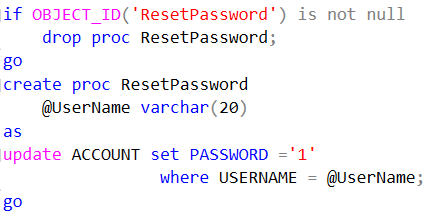 if OBJECT_ID('ResetPassword') is not null
drop proc ResetPassword;
go
create proc ResetPassword
@UserName varchar(20)
as
update ACCOUNT set PASSWORD ='1'
where USERNAME = @UserName;
go